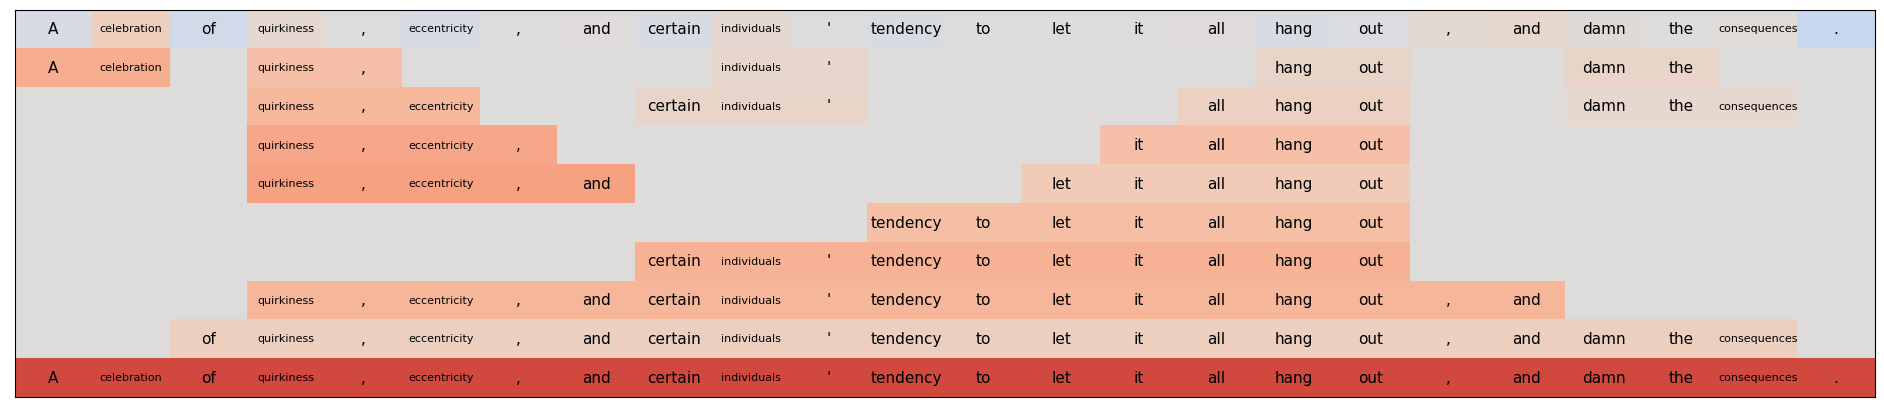 A celebration of quirkiness , eccentricity , and certain individuals ' tendency to let it all hang out , and damn the consequences .
A celebration quirkiness , individuals ' hang out damn the
quirkiness , eccentricity certain individuals ' all hang out damn the consequences
quirkiness , eccentricity , it all hang out
quirkiness , eccentricity , and let it all hang out
tendency to let it all hang out
certain individuals ' tendency to let it all hang out
quirkiness , eccentricity , and certain individuals ' tendency to let it all hang out , and
of quirkiness , eccentricity , and certain individuals ' tendency to let it all hang out , and damn the consequences
A celebration of quirkiness , eccentricity , and certain individuals ' tendency to let it all hang out , and damn the consequences .